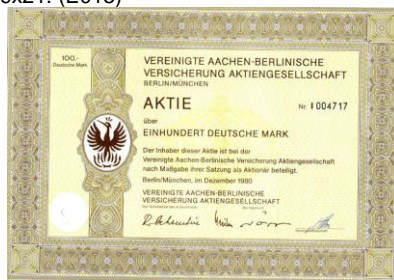 100,-
Deutsche Mark
VEREINIGTE AACHEN-BERLINISCHE
VERSICHERUNG AKTIENGESELLSCHAFT
BERLIN/MÜNCHEN
AKTIE
Nr. 1004717
über
EINHUNDERT DEUTSCHE MARK
Der Inhaber dieser Aktie ist bei der
Vereinigte Aachen-Berlinische Versicherung Aktiengesellschaft
nach Maßgabe ihrer Satzung als Aktionär beteiligt.
Berlin/München, im Dezember 1980
VEREINIGTE AACHEN-BERLINISCHE
VERSICHERUNG AKTIENGESELLSCHAFT